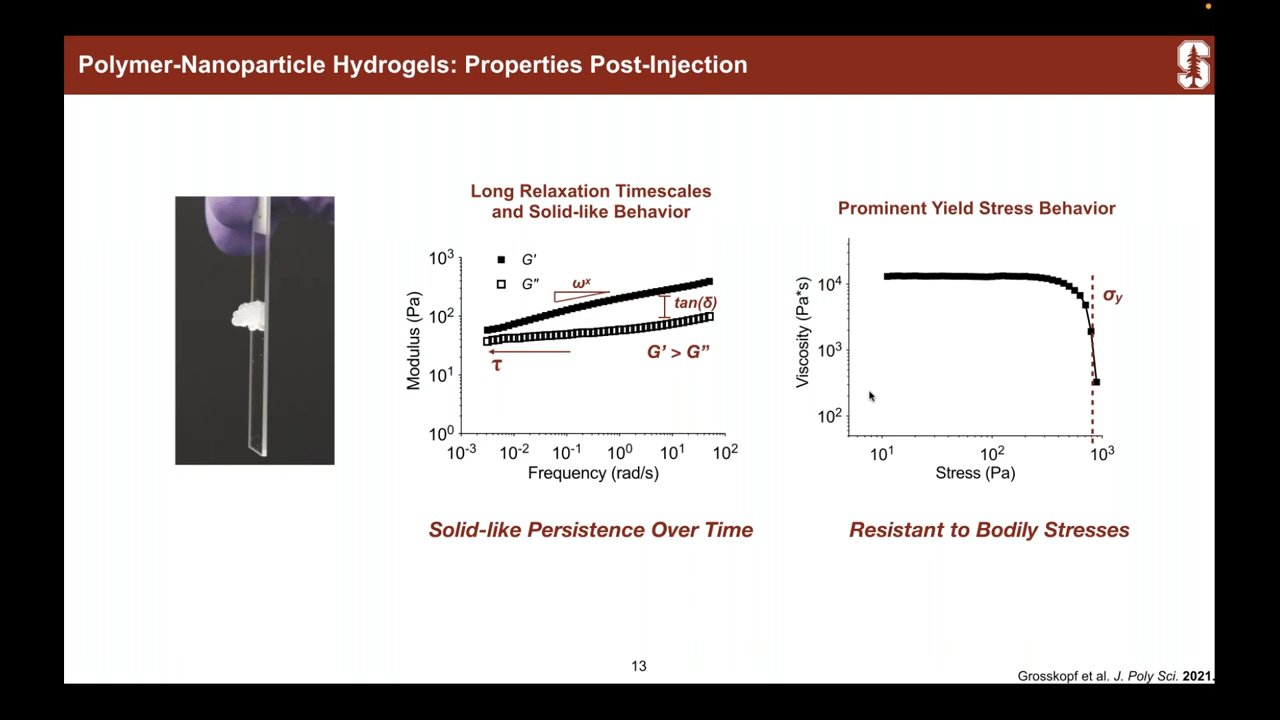 Polymer-Nanoparticle Hydrogels: Properties Post-Injection
S
Long Relaxation Timescales
and Solid-like Behavior
10³
10²
10¹
10⁰
Modulus (Pa)
G'
G"
ωˣ
tan(δ)
G' > G"
τ
10⁻³ 10⁻² 10⁻¹ 10⁰ 10¹ 10²
Frequency (rad/s)
Solid-like Persistence Over Time
Prominent Yield Stress Behavior
10⁴
10³
10²
Viscosity (Pa*s)
σy
10¹ 10² 10³
Stress (Pa)
Resistant to Bodily Stresses
13
Grosskopf et al. J. Poly Sci. 2021.